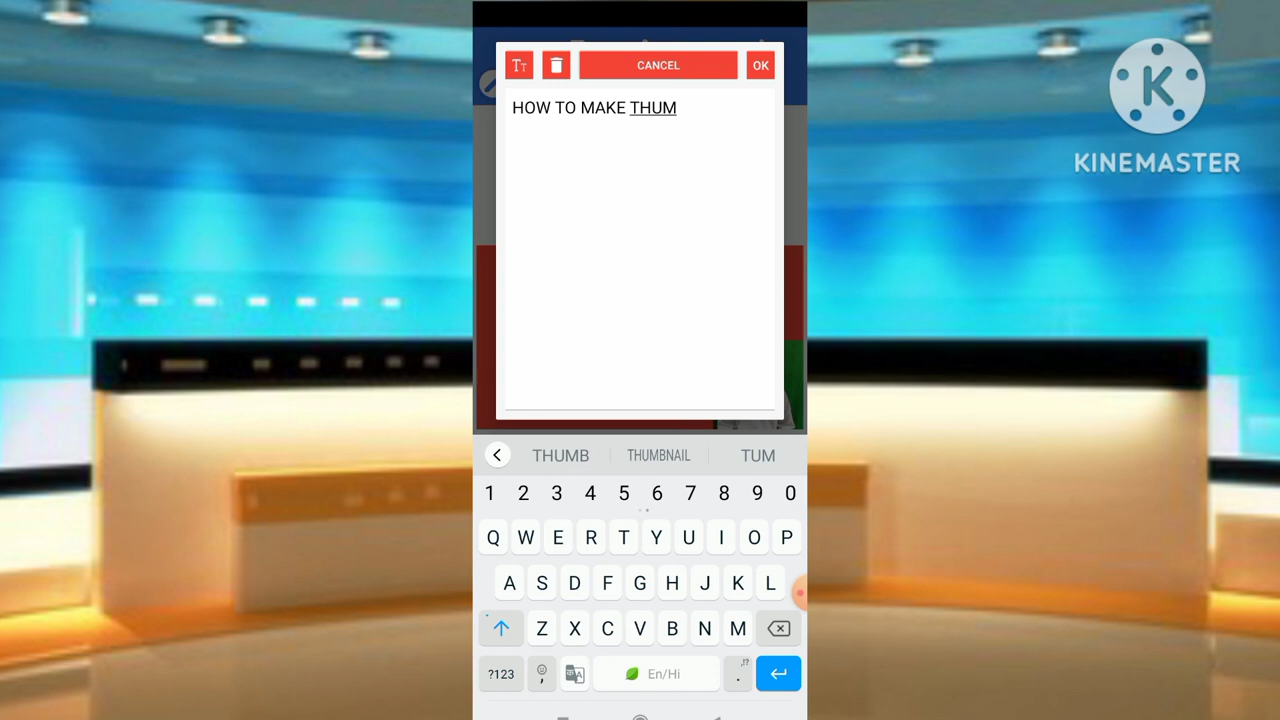 TT
CANCEL
OK
HOW TO MAKE THUM
K
KINEMASTER
THUMB THUMBNAIL TUM
1 2 3 4 5 6 7 8 9 0
Q W E R T Y U I O P
A S D F G H J K L
Z X C V B N M
?123 , En/Hi . !?